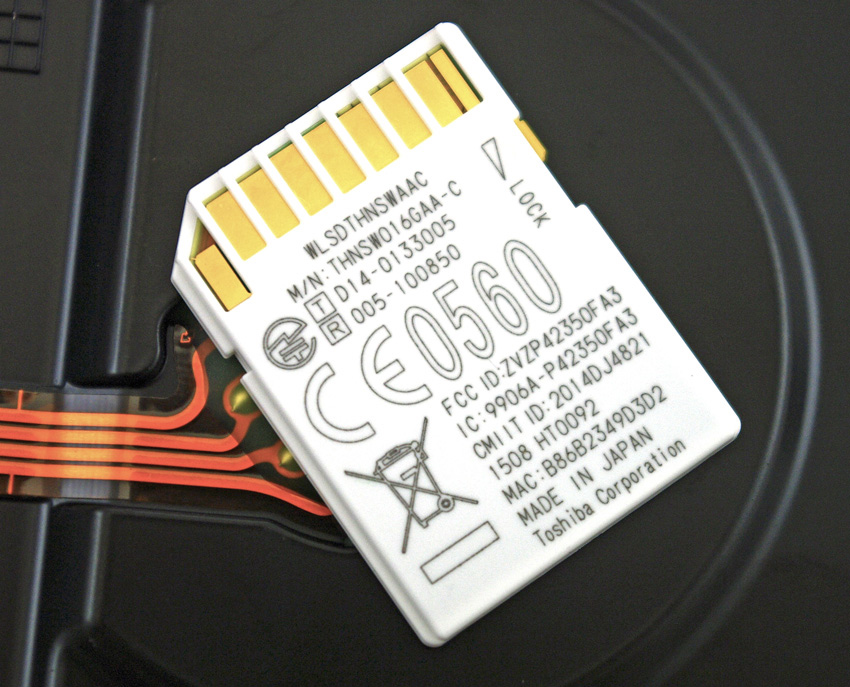 LOCK
WLSDTHNSWAAC
M/N:THNSW016GAA-C
T D14-0133005
R 005-100850
CE0560
FCC ID:ZVZP42350FA3
IC:9906A-P42350FA3
CMIIT ID:2014DJ4821
1508 HT0092
MAC:B86B2349D3D2
MADE IN JAPAN
Toshiba Corporation